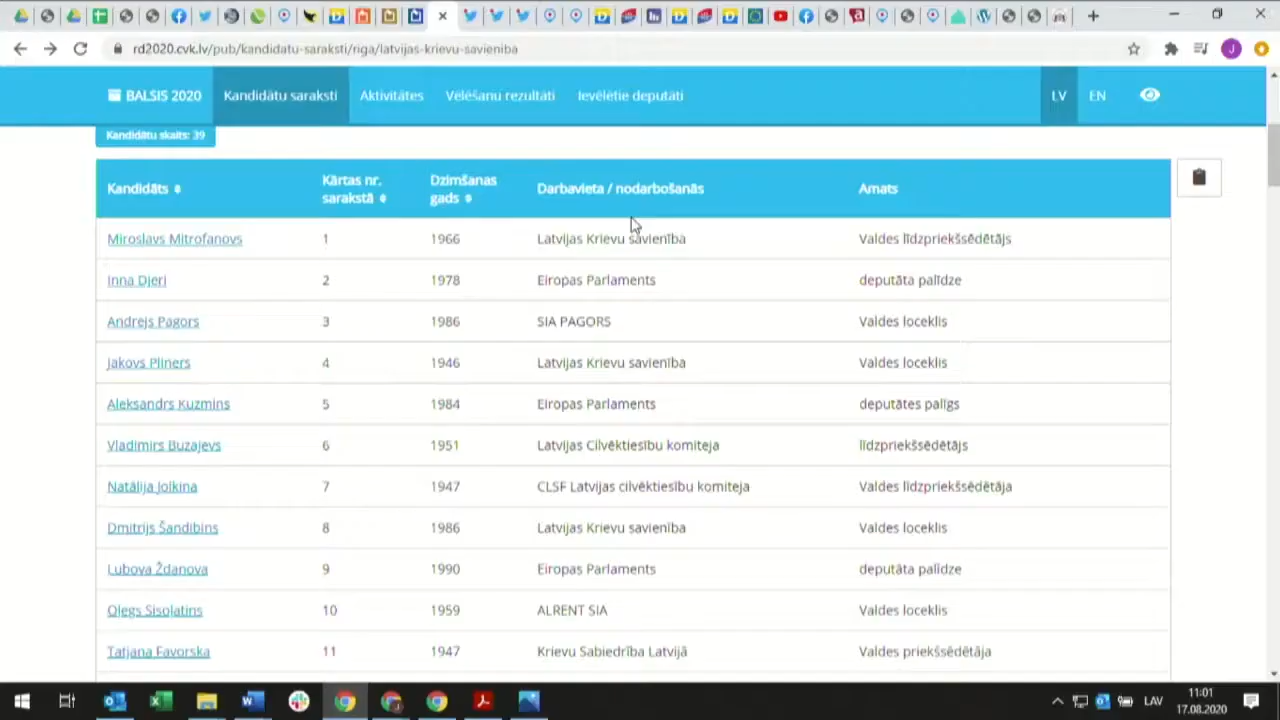 rd2020.cvk.lv/pub/kandidatu-saraksti/riga/latvijas-krievu-savieniba
BALSIS 2020 Kandidātu saraksti Aktivitātes Vēlēšanu rezultāti Ievēlētie deputāti LV EN
Kandidātu skaits: 39
Kandidāts Kārtas nr. sarakstā Dzimšanas gads Darbavieta / nodarbošanās Amats
Miroslavs Mitrofanovs 1 1966 Latvijas Krievu savienība Valdes līdzpriekšsēdētājs
Inna Djeri 2 1978 Eiropas Parlaments deputāta palīdze
Andrejs Pagors 3 1986 SIA PAGORS Valdes loceklis
Jakovs Pliners 4 1946 Latvijas Krievu savienība Valdes loceklis
Aleksandrs Kuzmins 5 1984 Eiropas Parlaments deputātes palīgs
Vladimirs Buzajevs 6 1951 Latvijas Cilvēktiesību komiteja līdzpriekšsēdētājs
Natālija Jolkina 7 1947 CLSF Latvijas cilvēktiesību komiteja Valdes līdzpriekšsēdētāja
Dmitrijs Šandibins 8 1986 Latvijas Krievu savienība Valdes loceklis
Ļubova Ždanova 9 1990 Eiropas Parlaments deputāta palīdze
Oļegs Sisolatins 10 1959 ALRENT SIA Valdes loceklis
Tatjana Favorska 11 1947 Krievu Sabiedrība Latvijā Valdes priekšsēdētāja
LAV 11:01
17.08.2020